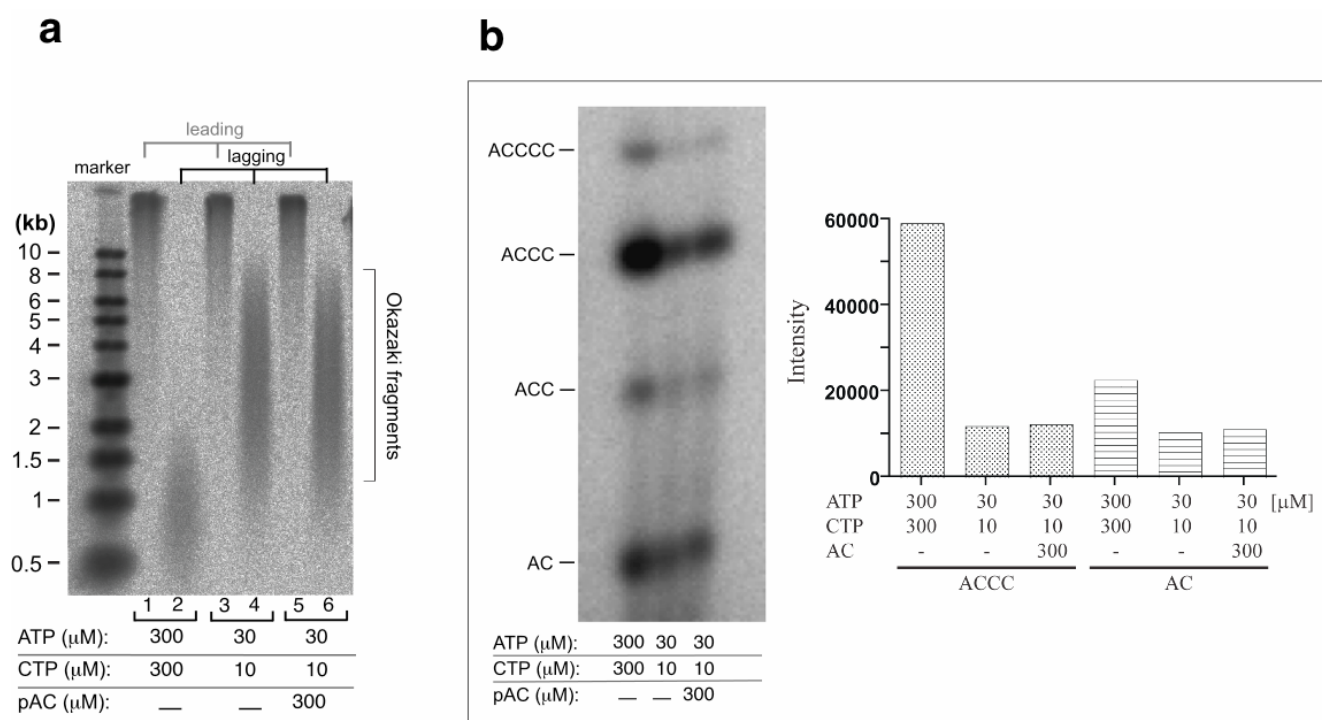 a
leading
marker
lagging
(kb)
10
8
6
5
4
3
2
1.5
1
0.5
Okazaki fragments
1 2 3 4 5 6
ATP (μM): 300 30 30
CTP (μM): 300 10 10
pAC (μM): — — 300
b
ACCCC
ACCC
ACC
AC
ATP (μM): 300 30 30
CTP (μM): 300 10 10
pAC (μM): — — 300
Intensity
60000
40000
20000
0
ATP 300 30 30 300 30 30 [μM]
CTP 300 10 10 300 10 10
AC - - 300 - - 300
ACCC AC